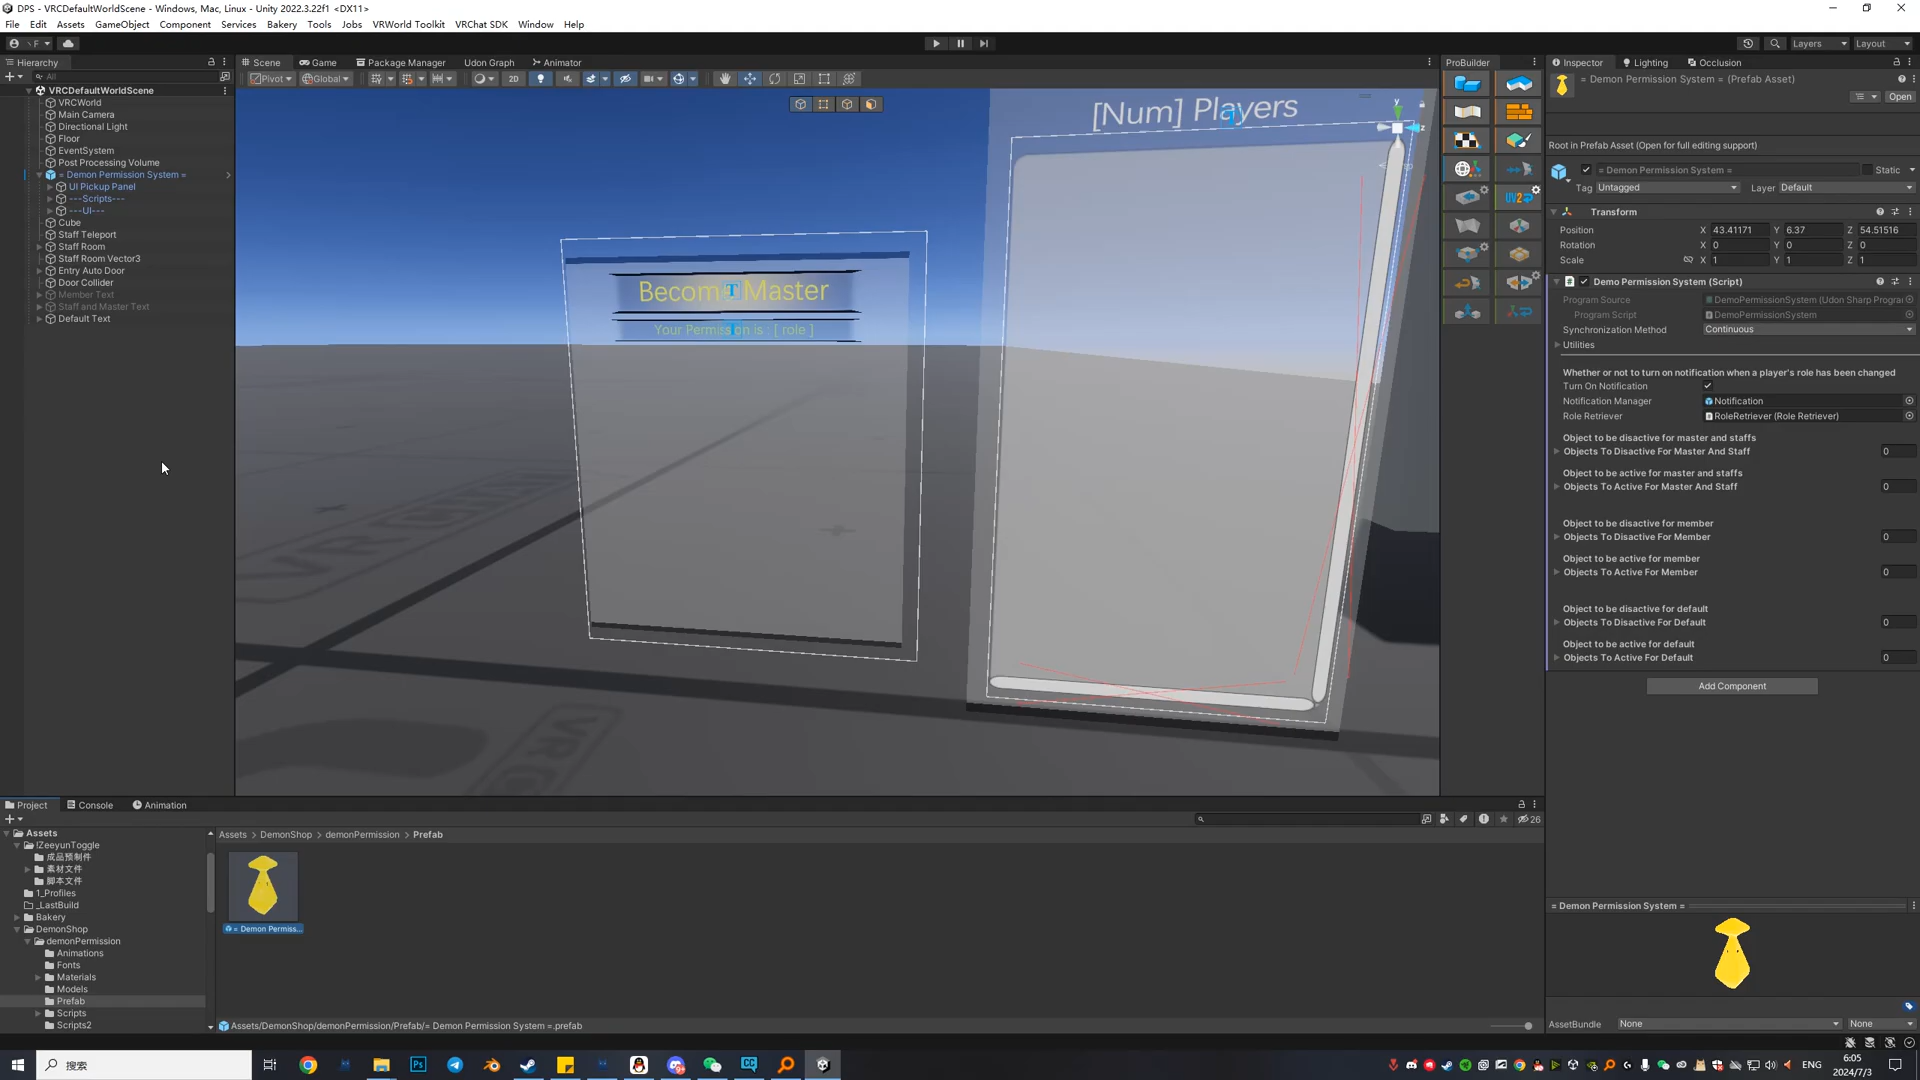 DPS - VRCDefaultWorldScene - Windows, Mac, Linux - Unity 2022.3.22f1 <DX11>
File Edit Assets GameObject Component Services Bakery Tools Jobs VRWorld Toolkit VRChat SDK Window Help
Layers Layout
Hierarchy
Scene Game Package Manager Udon Graph Animator
ProBuilder
Inspector Lighting Occlusion
All
Pivot Global 2D
VRCDefaultWorldScene
VRCWorld
Main Camera
Directional Light
Floor
EventSystem
Post Processing Volume
= Demon Permission System =
UI Pickup Panel
---Scripts---
---UI---
Cube
Staff Teleport
Staff Room
Staff Room Vector3
Entry Auto Door
Door Collider
Member Text
Staff and Master Text
Default Text
[Num] Players
Become Master
Your Permission is : [ role ]
UV2
= Demon Permission System = (Prefab Asset)
Open
Root in Prefab Asset (Open for full editing support)
= Demon Permission System =
Static
Tag Untagged Layer Default
Transform
Position X 43.41171 Y 6.37 Z 54.51516
Rotation X 0 Y 0 Z 0
Scale X 1 Y 1 Z 1
Demo Permission System (Script)
Program Source DemoPermissionSystem (Udon Sharp Progra
Program Script DemoPermissionSystem
Synchronization Method Continuous
Utilities
Whether or not to turn on notification when a player's role has been changed
Turn On Notification
Notification Manager Notification
Role Retriever RoleRetriever (Role Retriever)
Object to be disactive for master and staffs
Objects To Disactive For Master And Staff 0
Object to be active for master and staffs
Objects To Active For Master And Staff 0
Object to be disactive for member
Objects To Disactive For Member 0
Object to be active for member
Objects To Active For Member 0
Object to be disactive for default
Objects To Disactive For Default 0
Object to be active for default
Objects To Active For Default 0
Add Component
Project Console Animation
26
Assets
!ZeeyunToggle
成品预制件
素材文件
脚本文件
1_Profiles
_LastBuild
Bakery
DemonShop
demonPermission
Animations
Fonts
Materials
Models
Prefab
Scripts
Scripts2
Assets > DemonShop > demonPermission > Prefab
= Demon Permiss...
Assets/DemonShop/demonPermission/Prefab/= Demon Permission System =.prefab
= Demon Permission System =
AssetBundle None None
搜索
ENG
6:05
2024/7/3